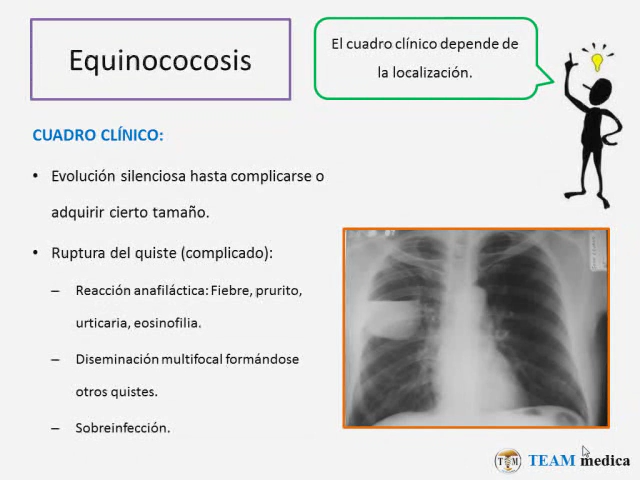 Equinococosis
El cuadro clínico depende de
la localización.
CUADRO CLÍNICO:
• Evolución silenciosa hasta complicarse o
adquirir cierto tamaño.
• Ruptura del quiste (complicado):
– Reacción anafiláctica: Fiebre, prurito,
urticaria, eosinofilia.
– Diseminación multifocal formándose
otros quistes.
– Sobreinfección.
TEAM medica